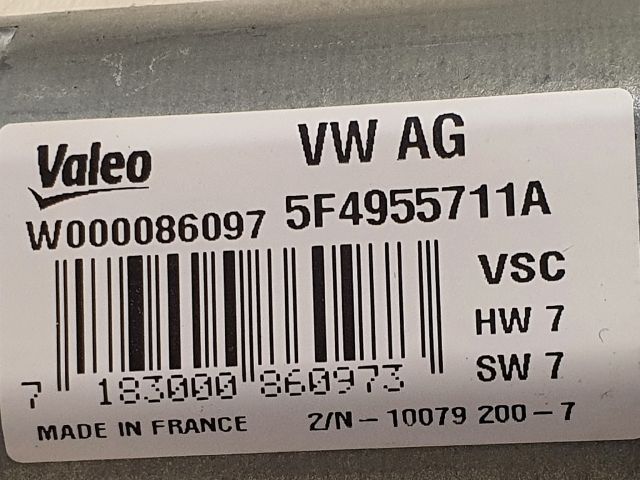 Valeo
VW AG
W000086097 5F4955711A
VSC
HW 7
SW 7
7 183000 860973
MADE IN FRANCE
2/N-10079 200-7